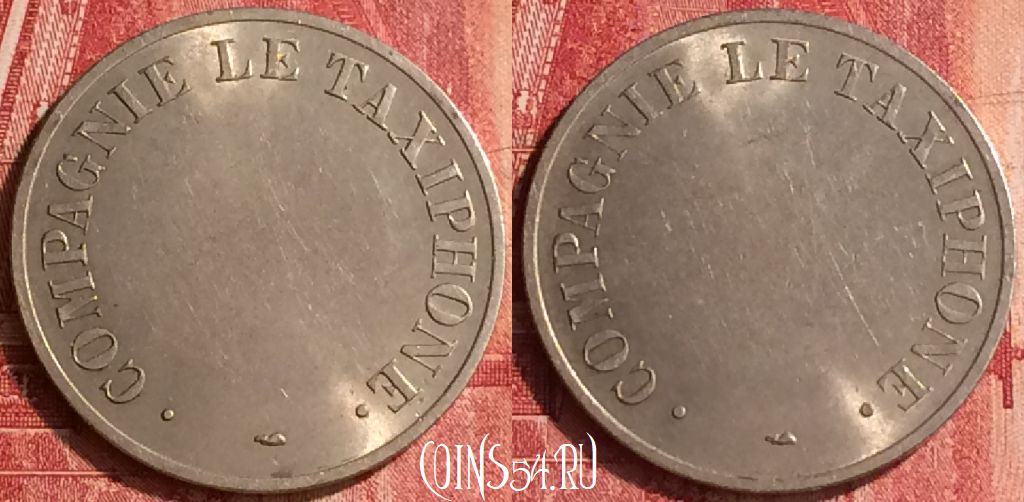 COMPAGNIE LE TAXIPHONE
COMPAGNIE LE TAXIPHONE
COINS54.RU